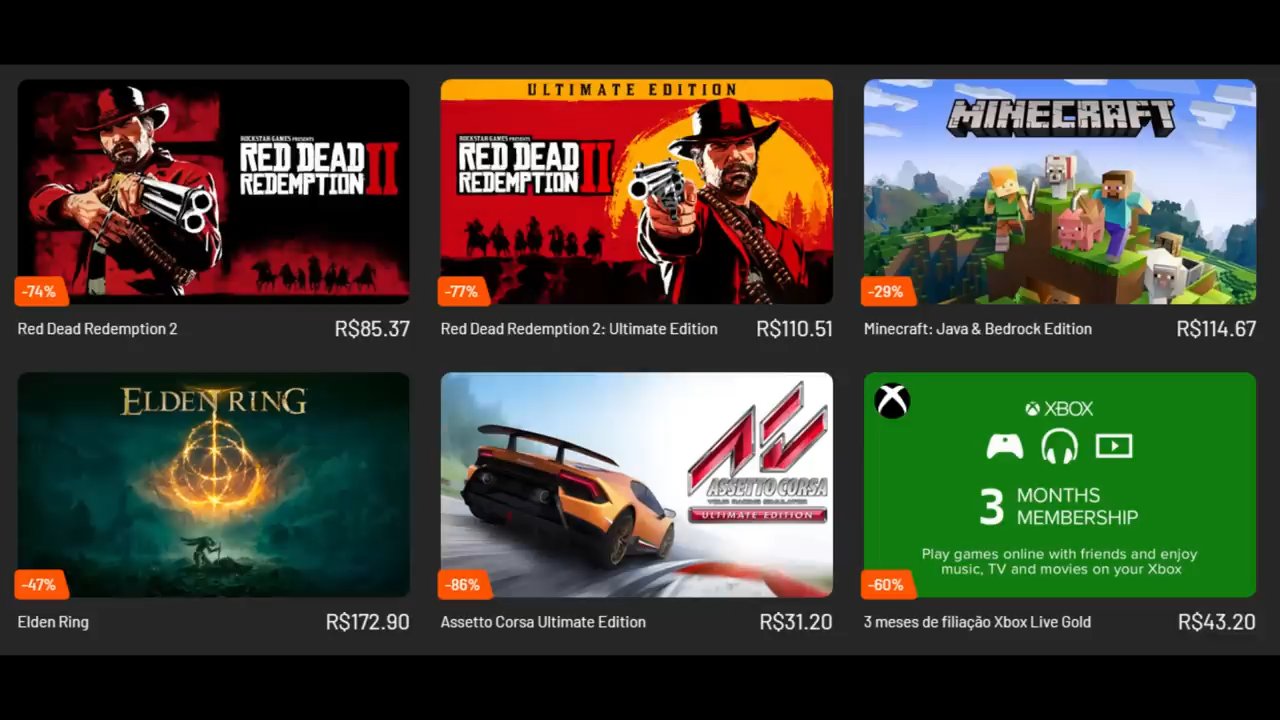 ROCKSTAR GAMES PRESENTS
RED DEAD
REDEMPTION II
-74%
Red Dead Redemption 2 R$85.37
ULTIMATE EDITION
ROCKSTAR GAMES PRESENTS
RED DEAD
REDEMPTION II
-77%
Red Dead Redemption 2: Ultimate Edition R$110.51
MINECRAFT
-29%
Minecraft: Java & Bedrock Edition R$114.67
ELDEN RING
-47%
Elden Ring R$172.90
ASSETTO CORSA
YOUR RACING SIMULATOR
ULTIMATE EDITION
-86%
Assetto Corsa Ultimate Edition R$31.20
XBOX
3 MONTHS
MEMBERSHIP
Play games online with friends and enjoy
music, TV and movies on your Xbox
-60%
3 meses de filiação Xbox Live Gold R$43.20